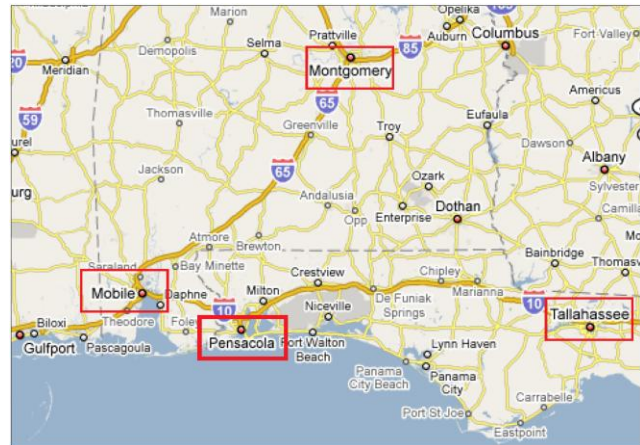 Marion
Opelika
Prattville
Auburn
Columbus
Fort Valley
Demopolis
Selma
85
20
Meridian
Montgomery
Americus
65
59
Thomasville
Greenville
Troy
Eufaula
Dawson
Albany
Jackson
65
Ozark
Sylvester
Andalusia
Opp
Enterprise
Dothan
Camilla
Atmore
Brewton
Saraland
Bay Minette
Bainbridge
Thomasv
Crestview
Chipley
Mobile
Daphne
Milton
Marianna
10
Niceville
De Funiak
Springs
10
Theodore
Foley
Tallahassee
Biloxi
Gulfport
Pascagoula
Pensacola
Fort Walton
Beach
Lynn Haven
Panama
City Beach
Panama
City
Port St Joe
Carrabelle
Eastpoint